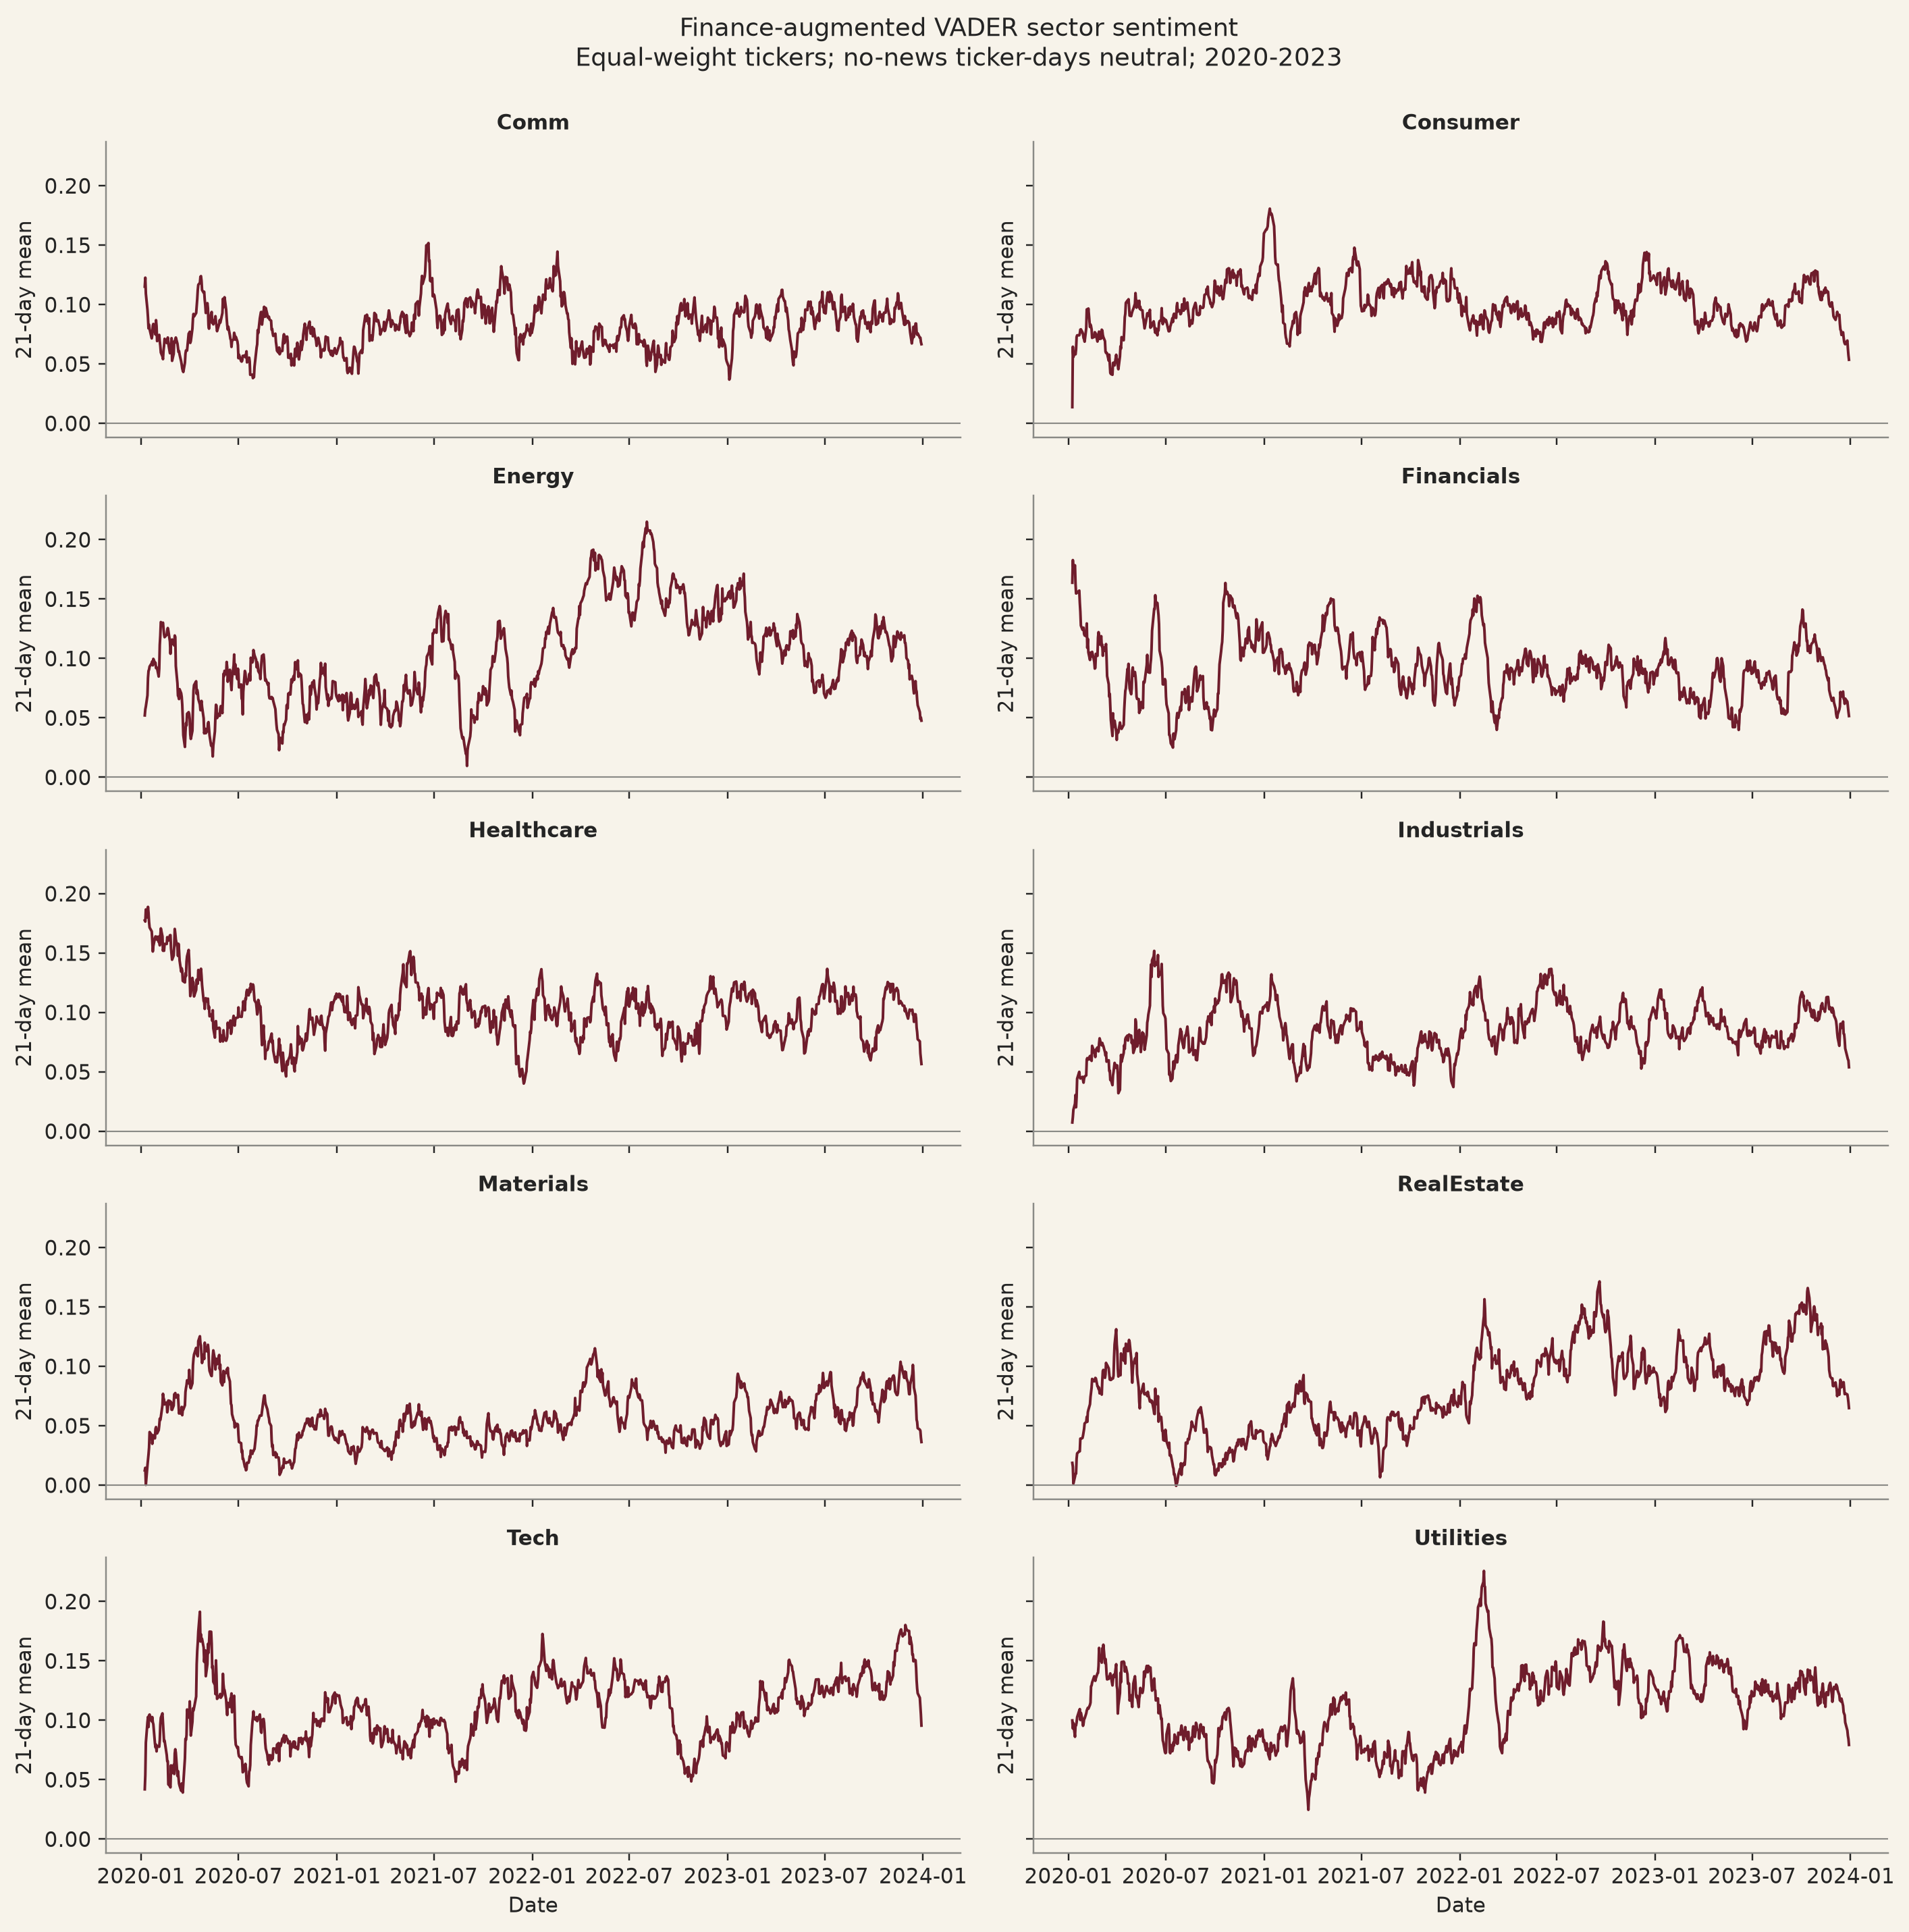 Finance-augmented VADER sector sentiment
Equal-weight tickers; no-news ticker-days neutral; 2020-2023
Comm
21-day mean
0.20
0.15
0.10
0.05
0.00
Consumer
21-day mean
Energy
21-day mean
0.20
0.15
0.10
0.05
0.00
Financials
21-day mean
Healthcare
21-day mean
0.20
0.15
0.10
0.05
0.00
Industrials
21-day mean
Materials
21-day mean
0.20
0.15
0.10
0.05
0.00
RealEstate
21-day mean
Tech
21-day mean
0.20
0.15
0.10
0.05
0.00
2020-01 2020-07 2021-01 2021-07 2022-01 2022-07 2023-01 2023-07 2024-01
Date
Utilities
21-day mean
2020-01 2020-07 2021-01 2021-07 2022-01 2022-07 2023-01 2023-07 2024-01
Date